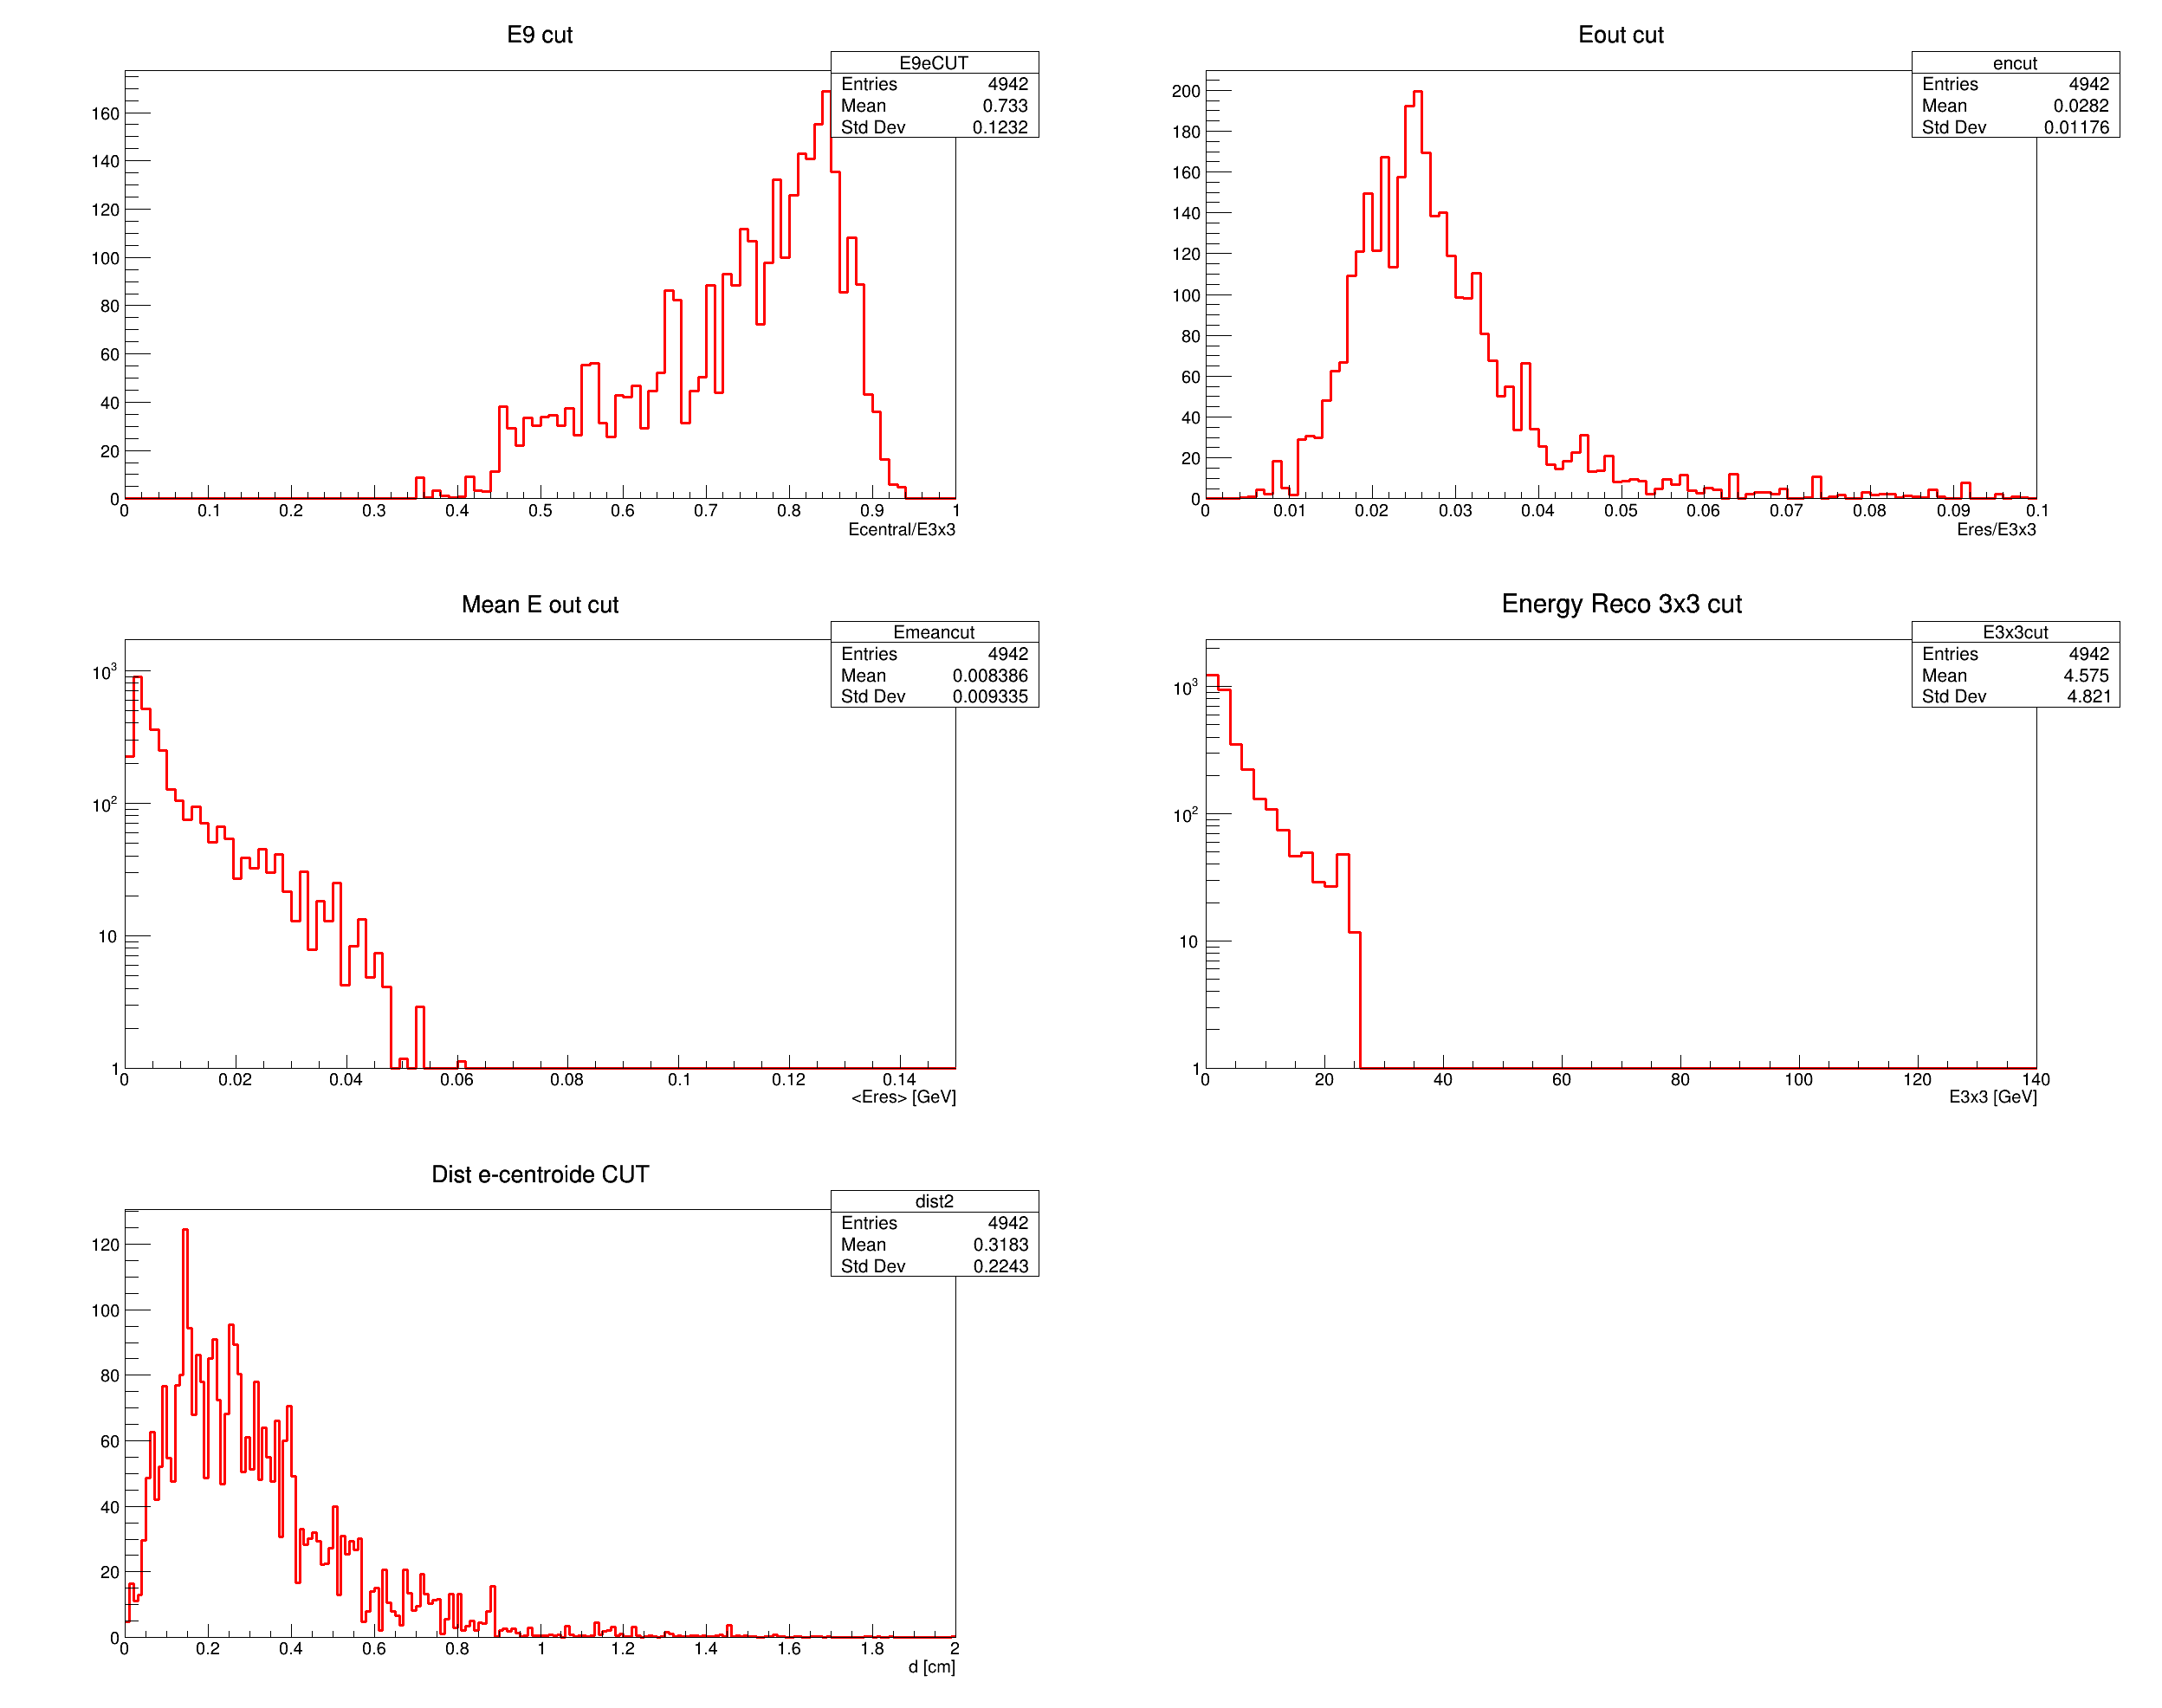 E9 cut
E9eCUT
Entries 4942
Mean 0.733
Std Dev 0.1232
160
140
120
100
80
60
40
20
0
0 0.1 0.2 0.3 0.4 0.5 0.6 0.7 0.8 0.9 1
Ecentral/E3x3
Eout cut
encut
Entries 4942
Mean 0.0282
Std Dev 0.01176
200
180
160
140
120
100
80
60
40
20
0
0 0.01 0.02 0.03 0.04 0.05 0.06 0.07 0.08 0.09 0.1
Eres/E3x3
Mean E out cut
Emeancut
Entries 4942
Mean 0.008386
Std Dev 0.009335
10³
10²
10
1
0 0.02 0.04 0.06 0.08 0.1 0.12 0.14
<Eres> [GeV]
Energy Reco 3x3 cut
E3x3cut
Entries 4942
Mean 4.575
Std Dev 4.821
10³
10²
10
1
0 20 40 60 80 100 120 140
E3x3 [GeV]
Dist e-centroide CUT
dist2
Entries 4942
Mean 0.3183
Std Dev 0.2243
120
100
80
60
40
20
0
0 0.2 0.4 0.6 0.8 1 1.2 1.4 1.6 1.8 2
d [cm]